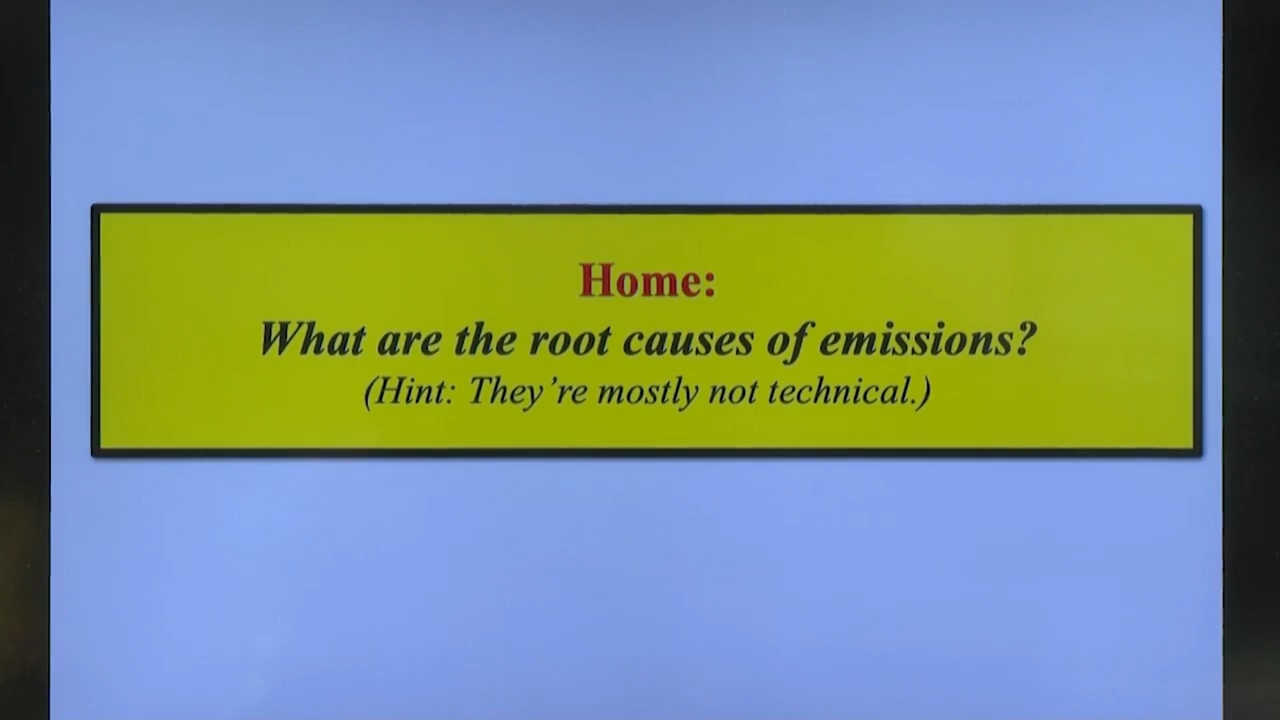 Home:
What are the root causes of emissions?
(Hint: They're mostly not technical.)